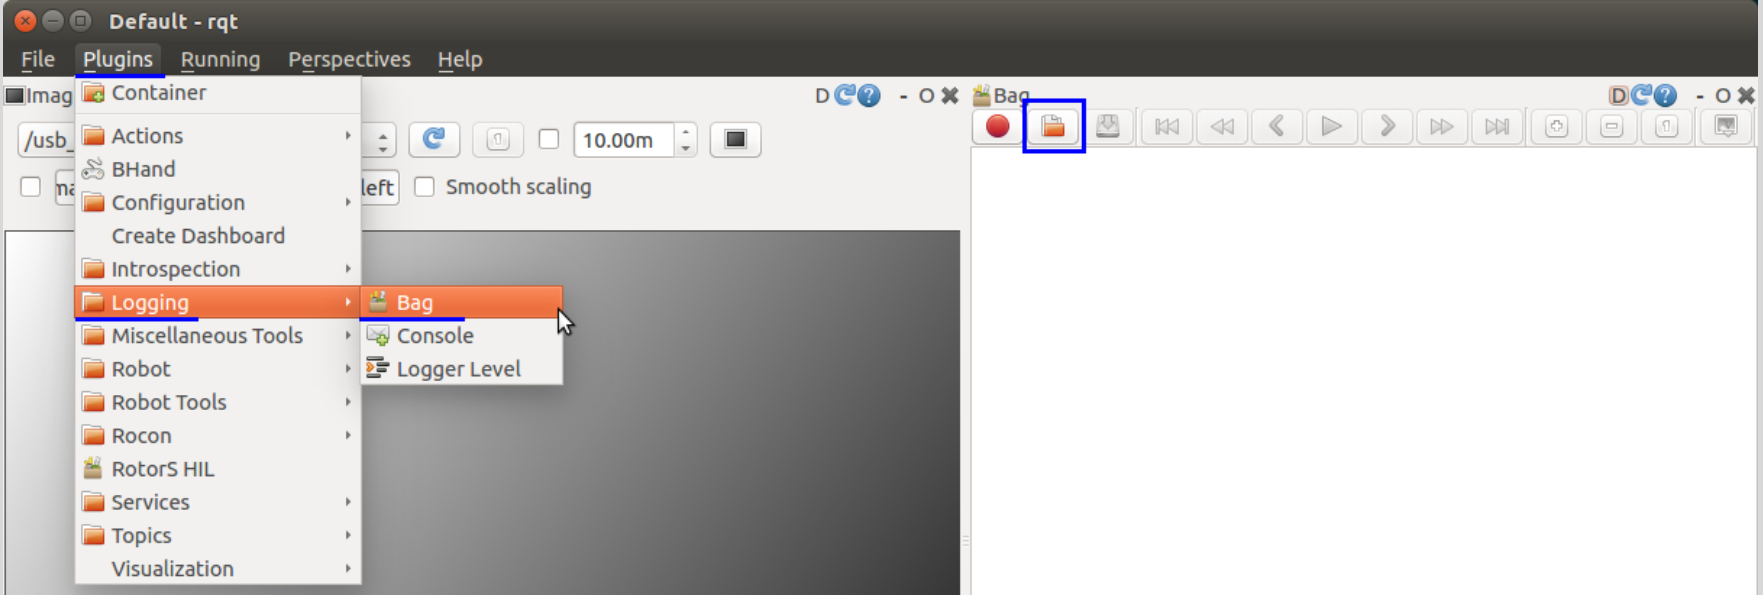 Default - rqt
File Plugins Running Perspectives Help
Imag D - O Bag D - O
Container
/usb_ 10.00m
Actions
BHand
left Smooth scaling
Configuration
Create Dashboard
Introspection
Logging Bag
Miscellaneous Tools Console
Robot Logger Level
Robot Tools
Rocon
RotorS HIL
Services
Topics
Visualization